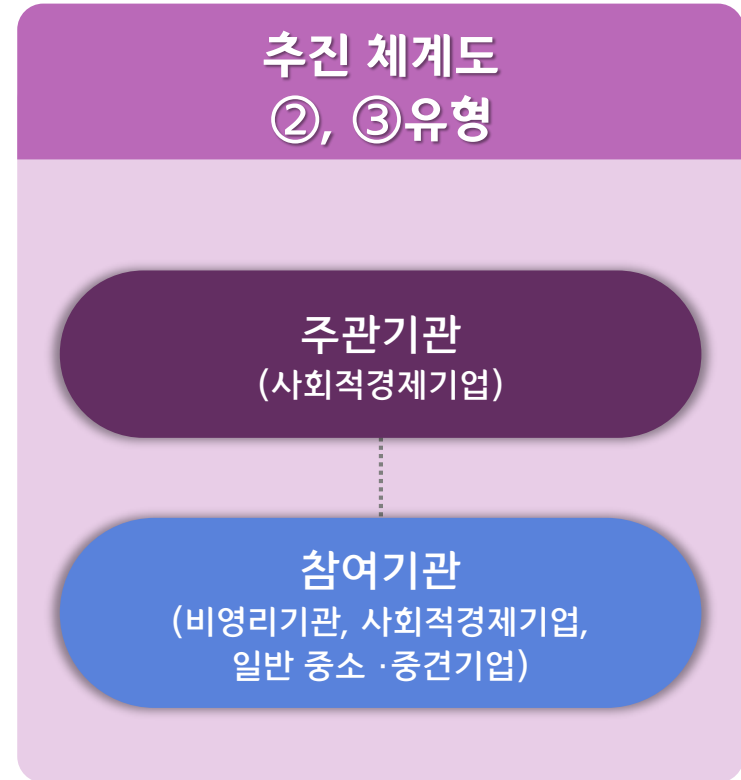 추진 체계도
②, ③유형
주관기관
(사회적경제기업)
참여기관
(비영리기관, 사회적경제기업,
일반 중소 ·중견기업)